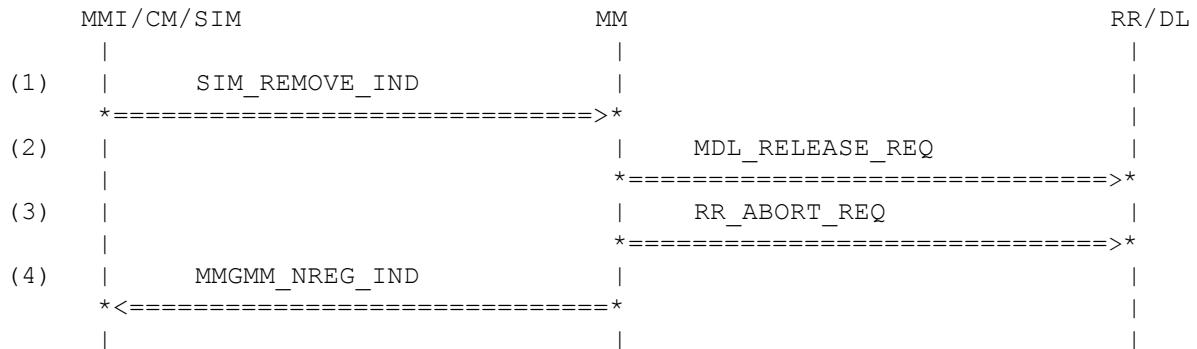 MMI/CM/SIM MM RR/DL
(1) SIM_REMOVE_IND
(2) MDL_RELEASE_REQ
(3) RR_ABORT_REQ
(4) MMGMM_NREG_IND